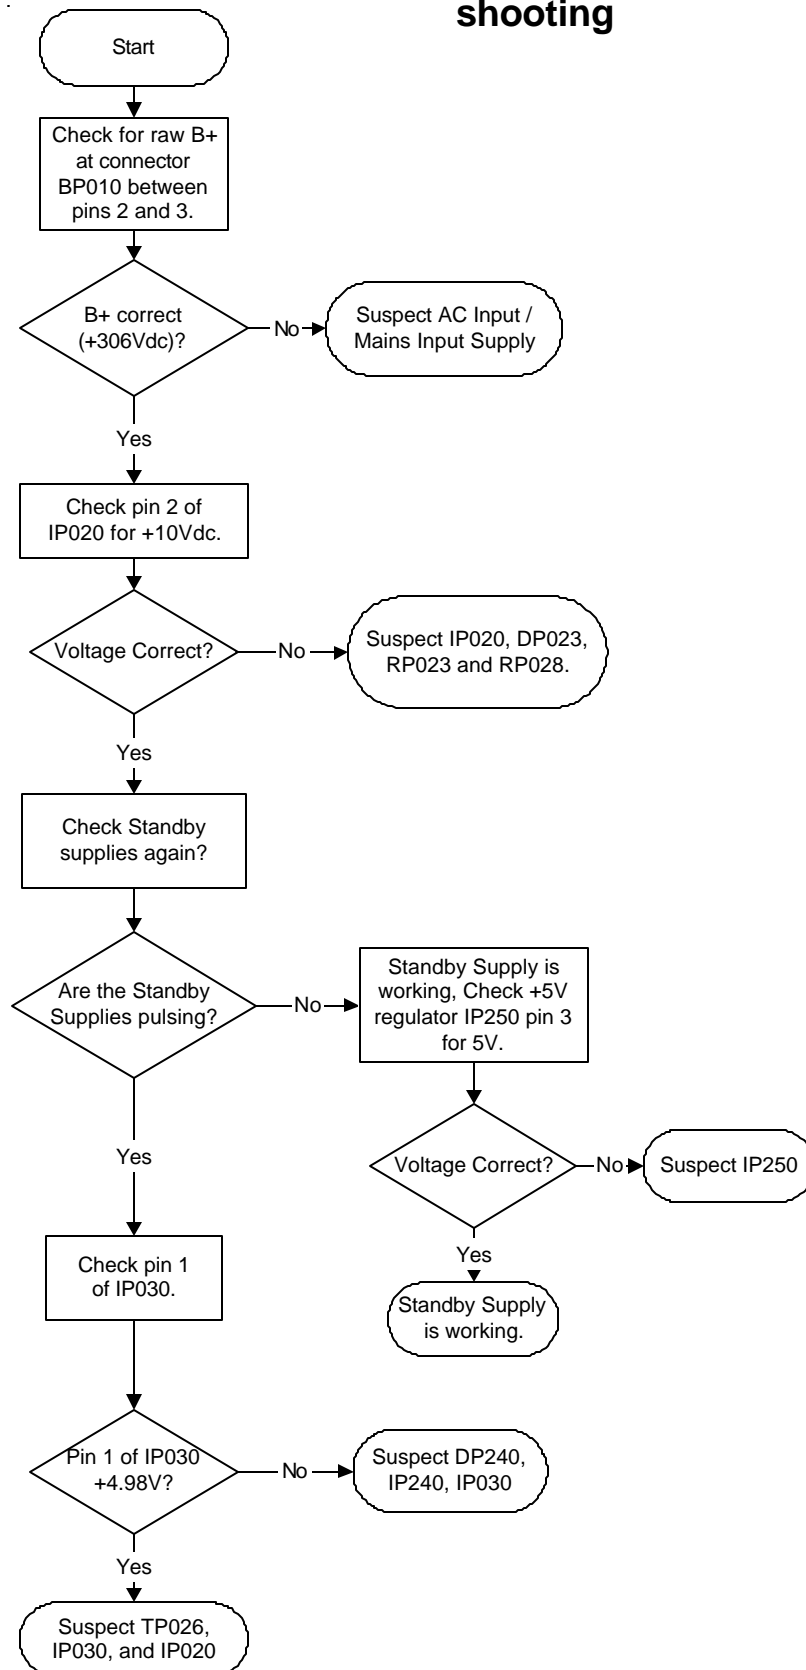 shooting
Start
Check for raw B+
at connector
BP010 between
pins 2 and 3.
B+ correct
(+306Vdc)?
No
Suspect AC Input /
Mains Input Supply
Yes
Check pin 2 of
IP020 for +10Vdc.
Voltage Correct?
No
Suspect IP020, DP023,
RP023 and RP028.
Yes
Check Standby
supplies again?
Are the Standby
Supplies pulsing?
No
Standby Supply is
working, Check +5V
regulator IP250 pin 3
for 5V.
Yes
Voltage Correct?
No
Suspect IP250
Yes
Standby Supply
is working.
Check pin 1
of IP030.
Pin 1 of IP030
+4.98V?
No
Suspect DP240,
IP240, IP030
Yes
Suspect TP026,
IP030, and IP020